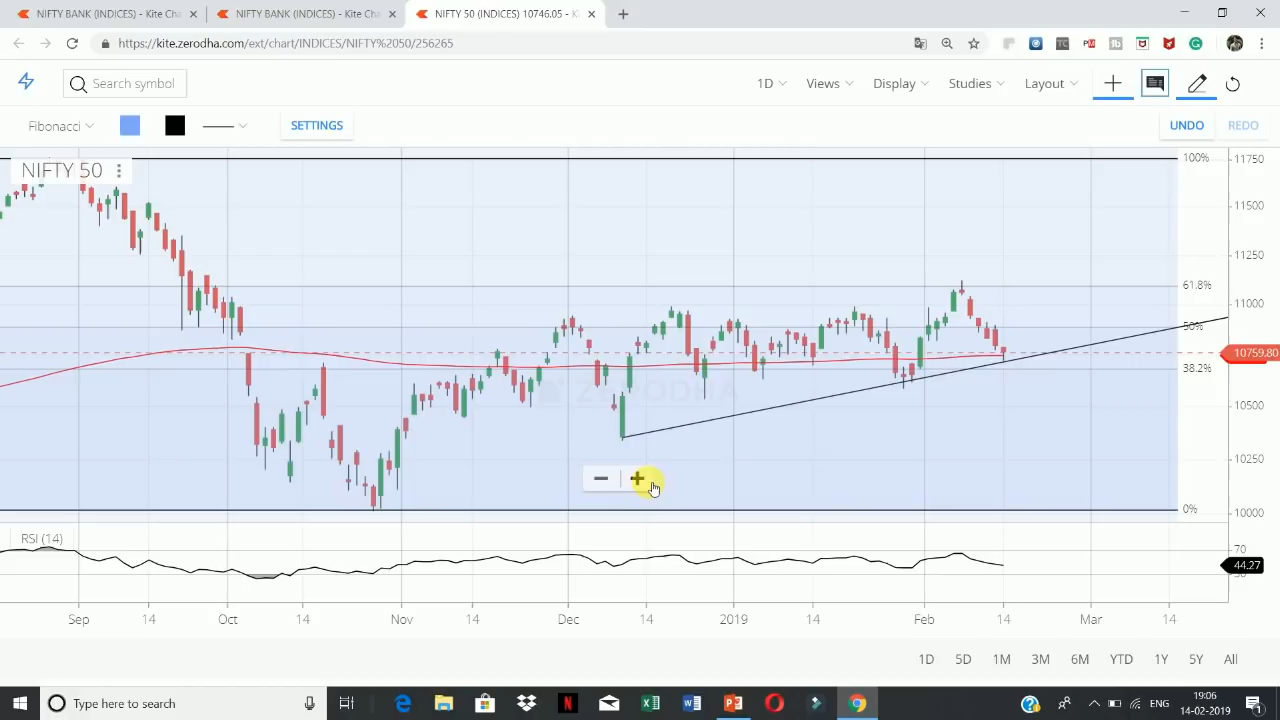 NIFTY BANK (INDICES) - Kite Cha
NIFTY BANK (INDICES) - Kite Cha
NIFTY 50 (INDICES) 10746.05 - K
https://kite.zerodha.com/ext/chart/INDICES/NIFTY%2050/256265
Search symbol
1D
Views
Display
Studies
Layout
Fibonacci
SETTINGS
UNDO
REDO
NIFTY 50
100%
11750
11500
11250
61.8%
11000
50%
10759.80
38.2%
ZERODHA
10500
10250
0%
10000
RSI (14)
70
44.27
Sep
14
Oct
14
Nov
14
Dec
14
2019
14
Feb
14
Mar
14
1D
5D
1M
3M
6M
YTD
1Y
5Y
All
Type here to search
ENG
19:06
14-02-2019